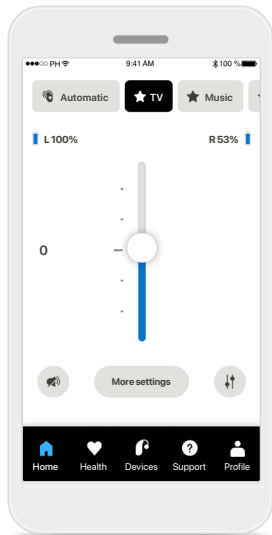 PH 9:41 AM 100 %
Automatic TV Music
L 100% R 53%
0
More settings
Home Health Devices Support Profile